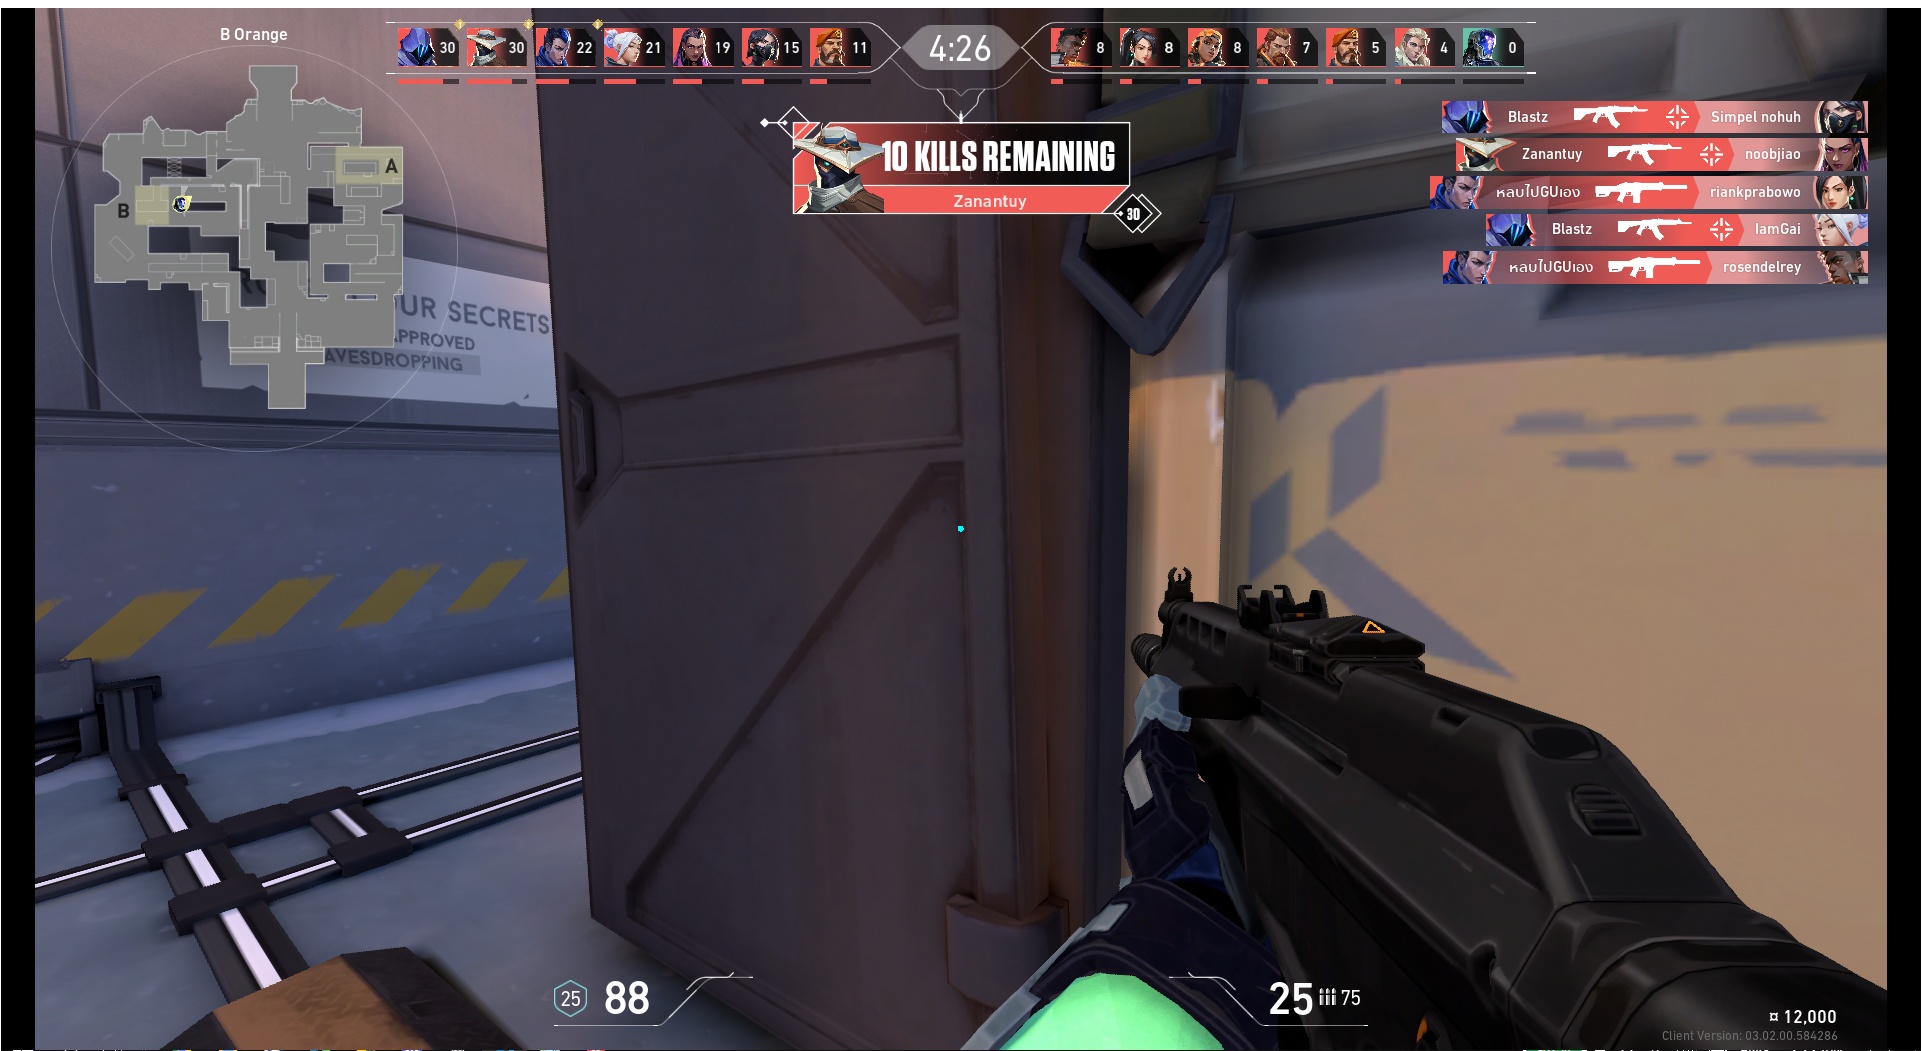 B Orange
30 30 22 21 19 15 11
4:26
8 8 8 7 5 4 0
A
B
10 KILLS REMAINING
Zanantuy
30
Blastz Simpel nohuh
Zanantuy noobjiao
หลบไปGUเอง riankprabowo
Blastz IamGai
หลบไปGUเอง rosendelrey
OUR SECRETS
APPROVED
AVESDROPPING
25 88
25 75
¤ 12,000
Client Version: 03.02.00.584286